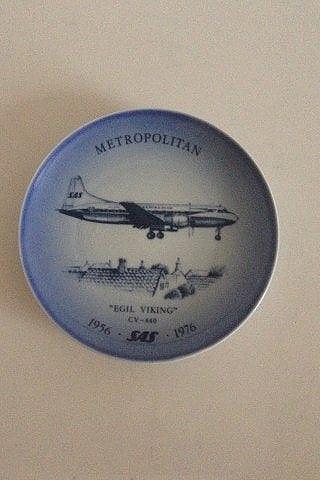 METROPOLITAN
SAS
"EGIL VIKING"
CV-440
1956 · SAS · 1976